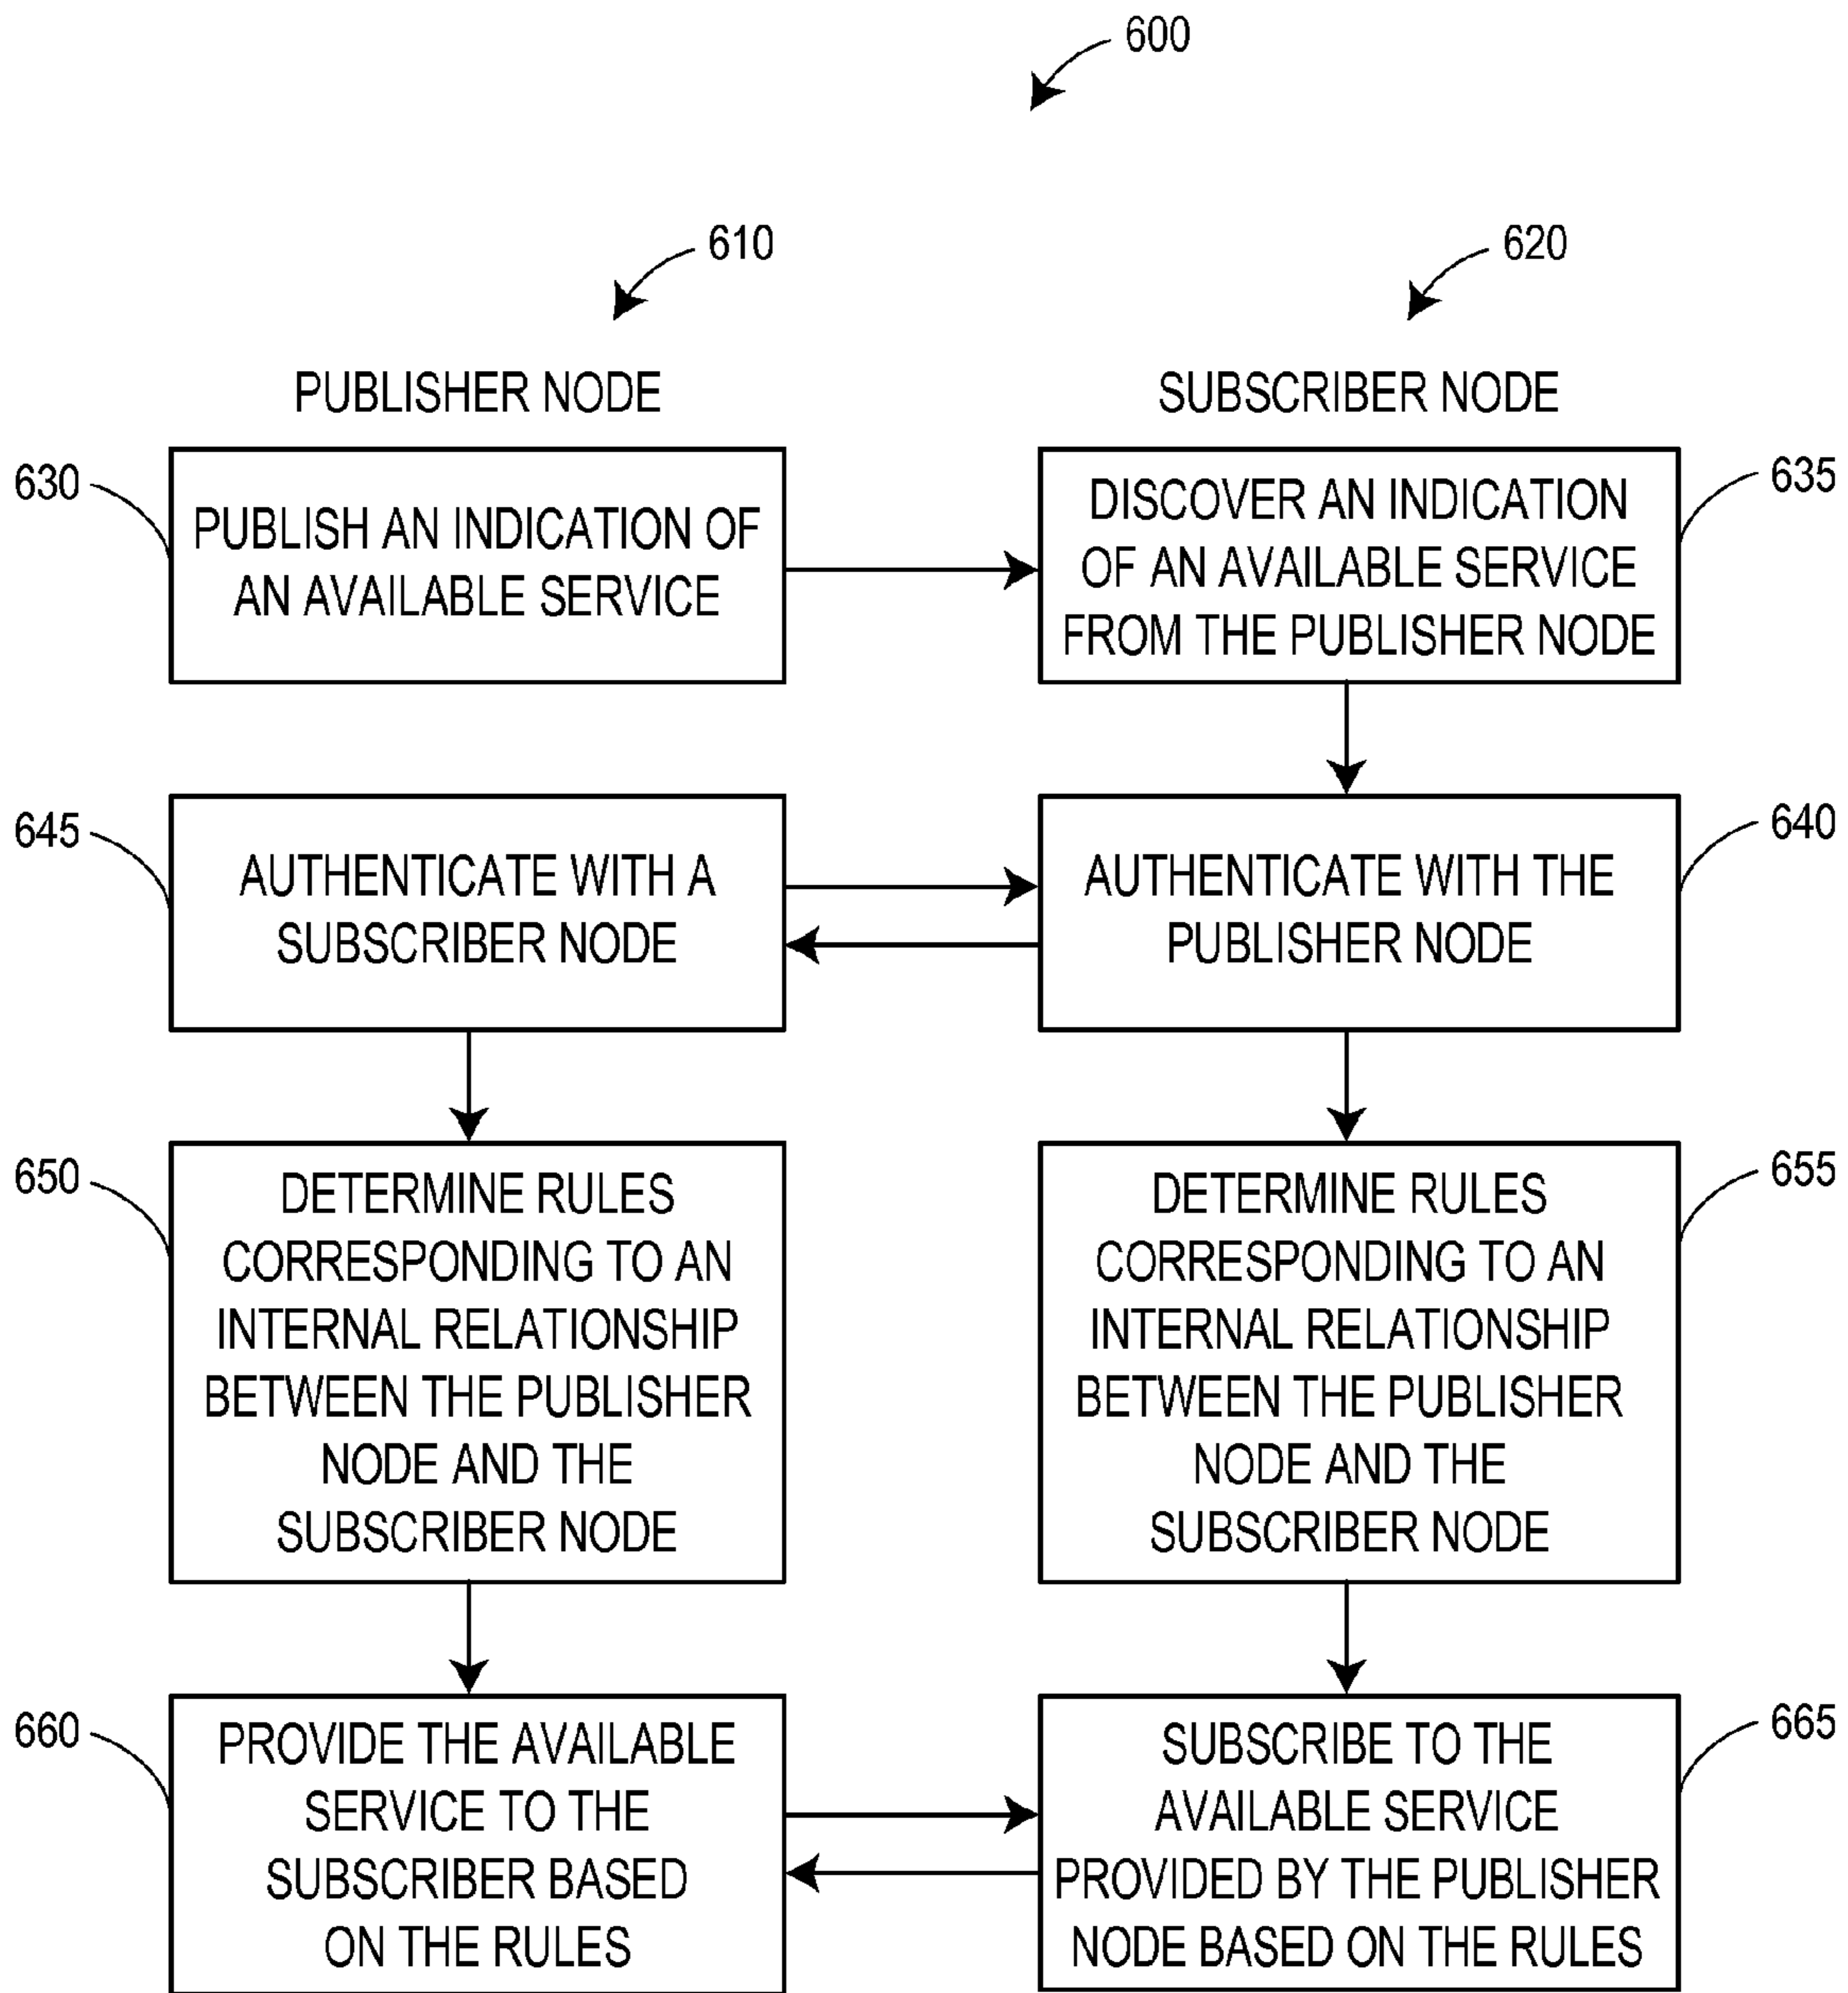 600
610
620
PUBLISHER NODE
SUBSCRIBER NODE
630
PUBLISH AN INDICATION OF
AN AVAILABLE SERVICE
635
DISCOVER AN INDICATION
OF AN AVAILABLE SERVICE
FROM THE PUBLISHER NODE
645
AUTHENTICATE WITH A
SUBSCRIBER NODE
640
AUTHENTICATE WITH THE
PUBLISHER NODE
650
DETERMINE RULES
CORRESPONDING TO AN
INTERNAL RELATIONSHIP
BETWEEN THE PUBLISHER
NODE AND THE
SUBSCRIBER NODE
655
DETERMINE RULES
CORRESPONDING TO AN
INTERNAL RELATIONSHIP
BETWEEN THE PUBLISHER
NODE AND THE
SUBSCRIBER NODE
660
PROVIDE THE AVAILABLE
SERVICE TO THE
SUBSCRIBER BASED
ON THE RULES
665
SUBSCRIBE TO THE
AVAILABLE SERVICE
PROVIDED BY THE PUBLISHER
NODE BASED ON THE RULES